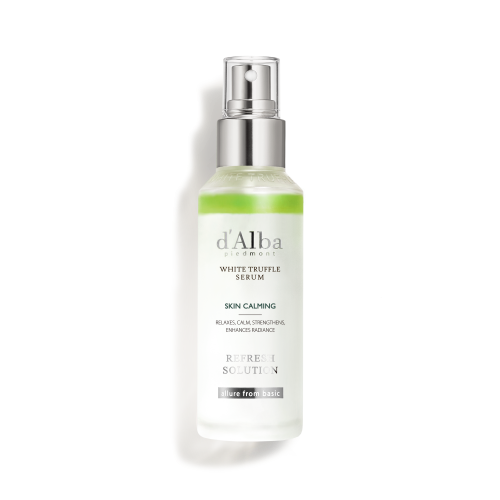 d'Alba
piedmont
WHITE TRUFFLE
SERUM
SKIN CALMING
RELAXES, CALM, STRENGTHENS,
ENHANCES RADIANCE
REFRESH
SOLUTION
allure from basic